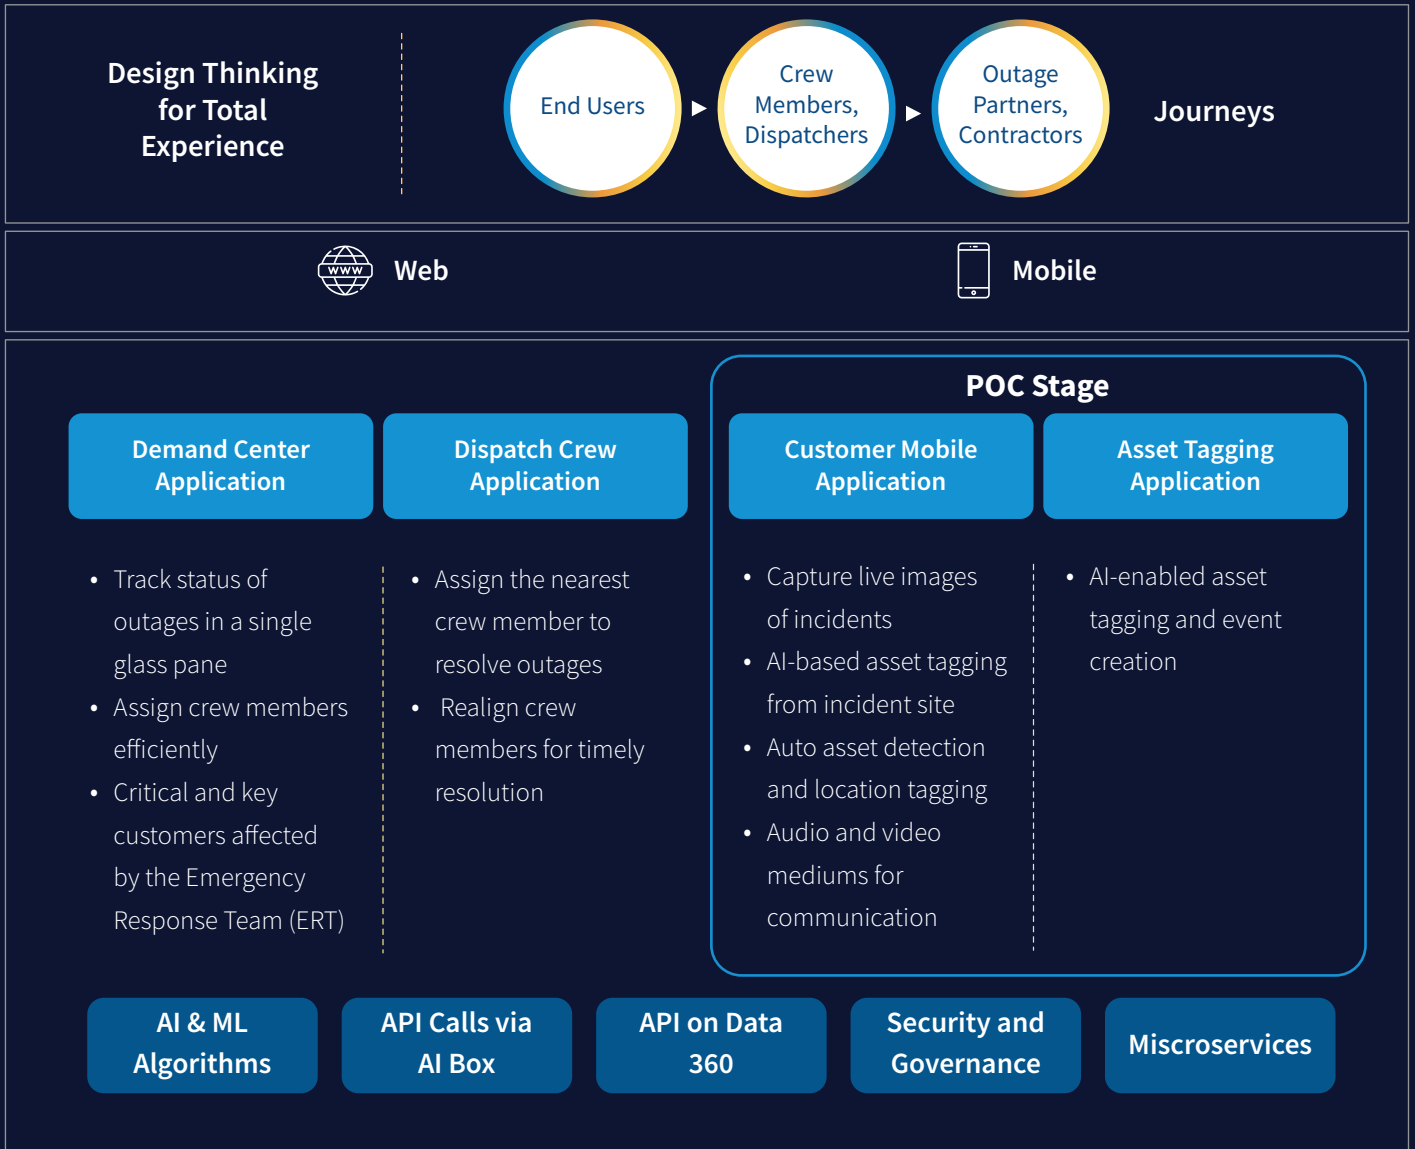 Design Thinking
for Total
Experience
End Users
Crew
Members,
Dispatchers
Outage
Partners,
Contractors
Journeys
www
Web
Mobile
POC Stage
Demand Center
Application
Dispatch Crew
Application
Customer Mobile
Application
Asset Tagging
Application
• Track status of
outages in a single
glass pane
• Assign crew members
efficiently
• Critical and key
customers affected
by the Emergency
Response Team (ERT)
• Assign the nearest
crew member to
resolve outages
• Realign crew
members for timely
resolution
• Capture live images
of incidents
• AI-based asset tagging
from incident site
• Auto asset detection
and location tagging
• Audio and video
mediums for
communication
• AI-enabled asset
tagging and event
creation
AI & ML
Algorithms
API Calls via
AI Box
API on Data
360
Security and
Governance
Miscroservices